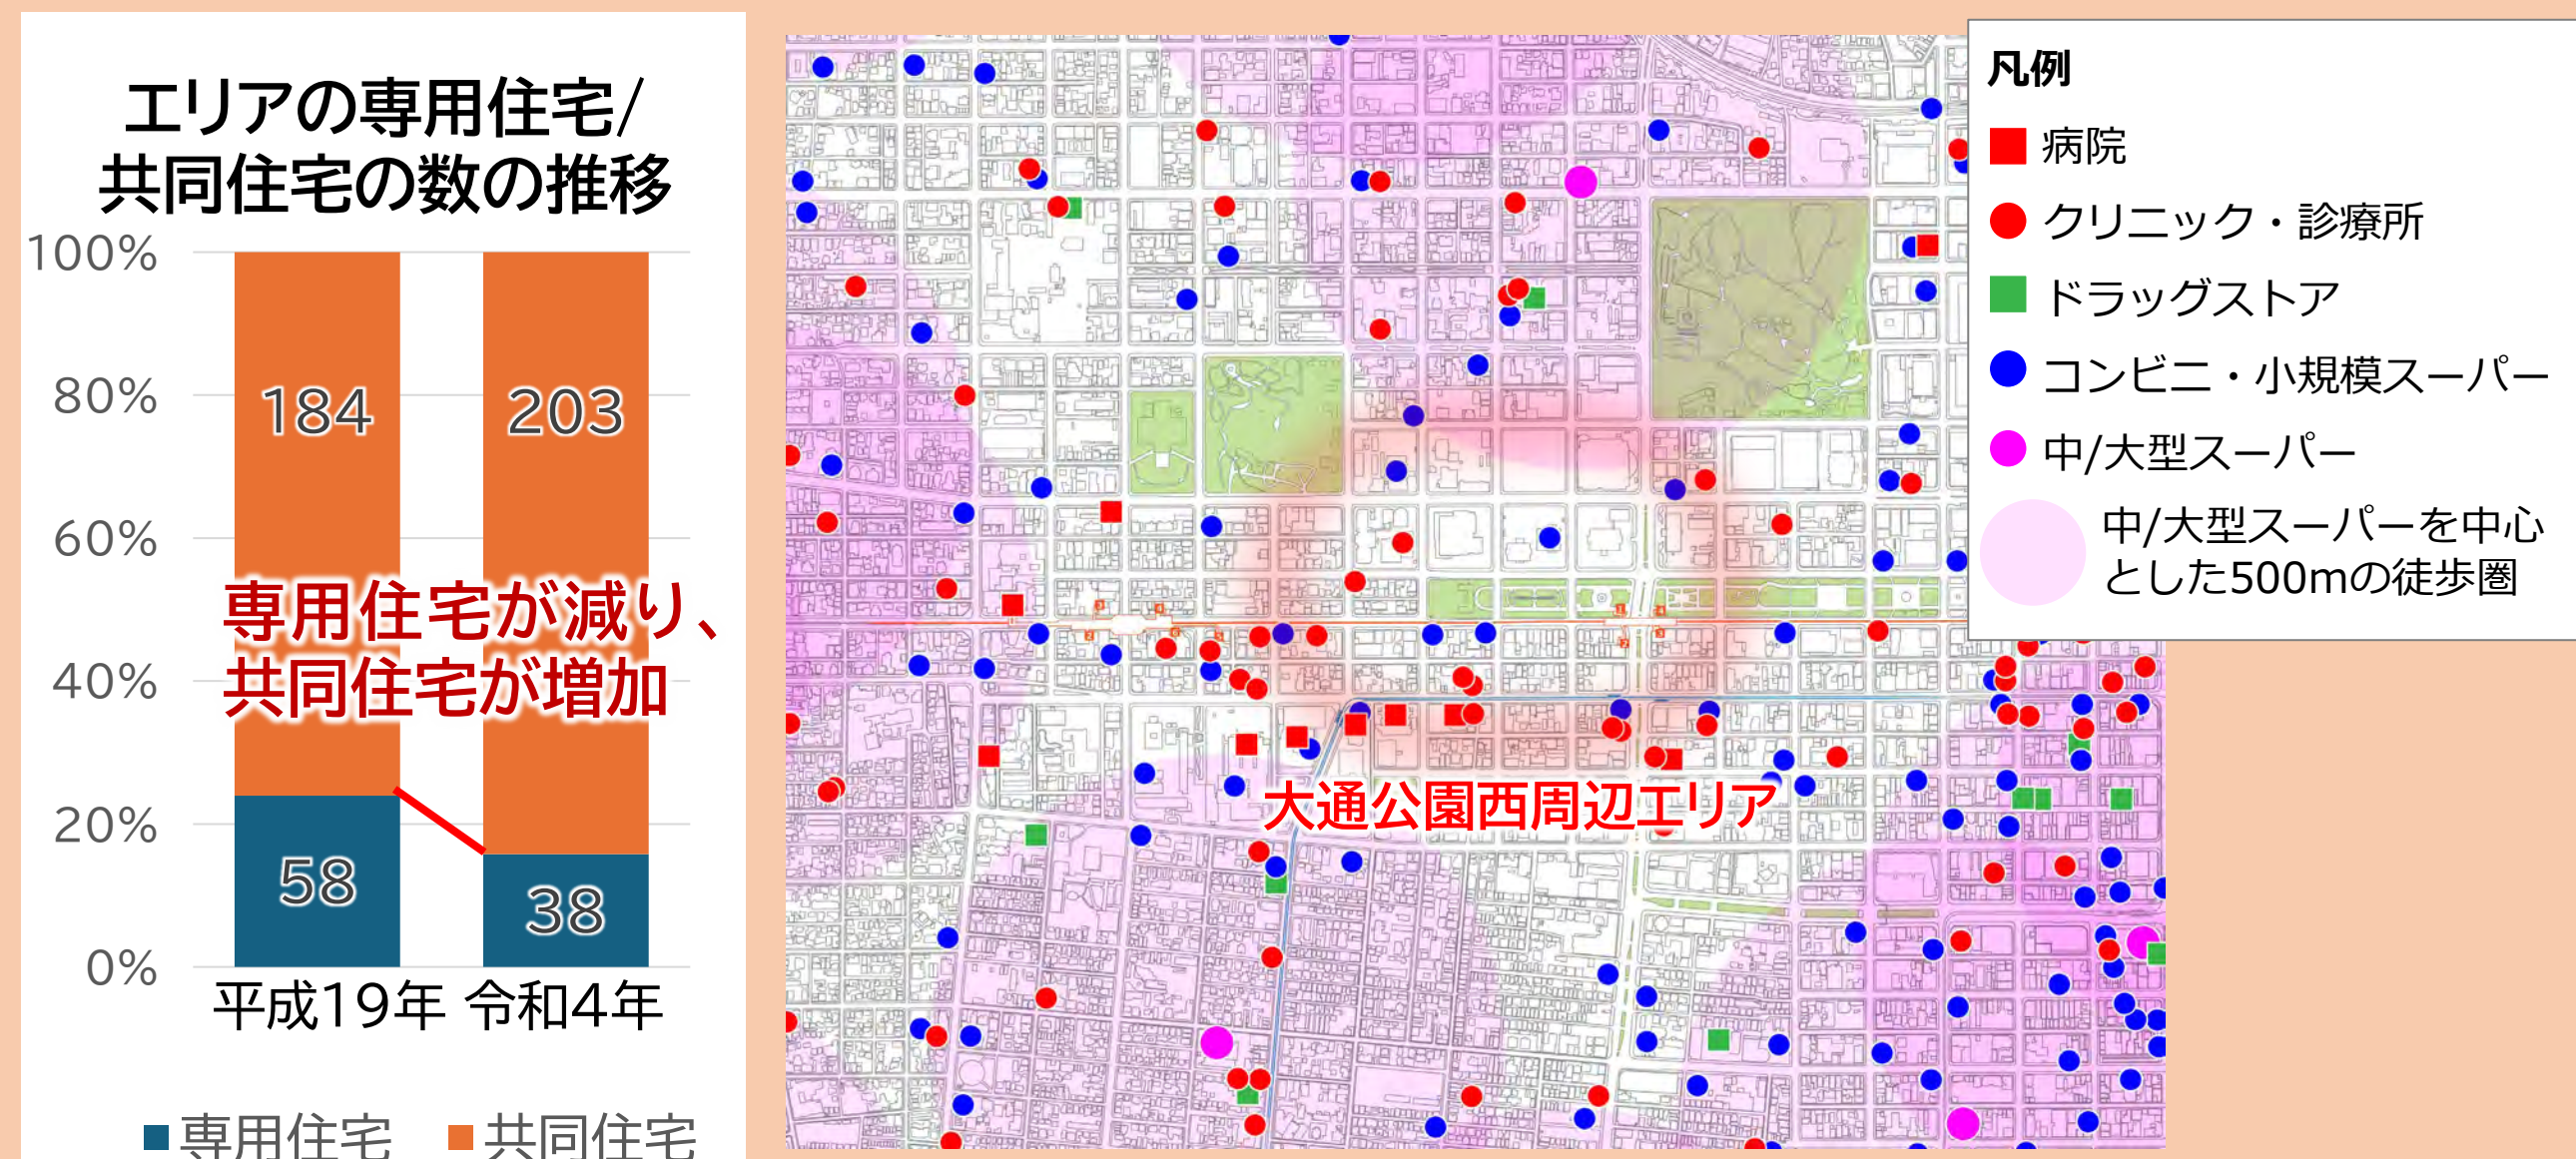 エリアの専用住宅/
共同住宅の数の推移
100%
80%
60%
40%
20%
0%
184
203
58
38
専用住宅が減り、
共同住宅が増加
平成19年 令和4年
専用住宅 共同住宅
大通公園西周辺エリア
凡例
病院
クリニック・診療所
ドラッグストア
コンビニ・小規模スーパー
中/大型スーパー
中/大型スーパーを中心
とした500mの徒歩圏